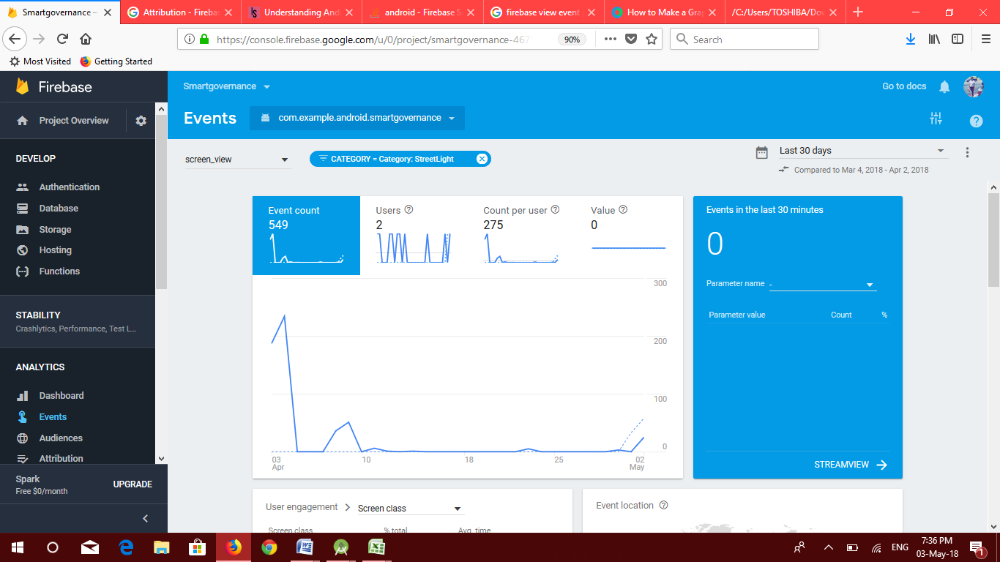 Smartgovernance –
Attribution - Firebas
Understanding And
android - Firebase S
firebase view event
How to Make a Grap
/C:/Users/TOSHIBA/Dov
https://console.firebase.google.com/u/0/project/smartgovernance-467
90%
Search
Most Visited
Getting Started
Firebase
Smartgovernance
Go to docs
Project Overview
Events
com.example.android.smartgovernance
DEVELOP
screen_view
CATEGORY = Category: StreetLight
Last 30 days
Compared to Mar 4, 2018 - Apr 2, 2018
Authentication
Database
Storage
Hosting
Functions
STABILITY
Crashlytics, Performance, Test L...
ANALYTICS
Dashboard
Events
Audiences
Attribution
Spark
Free $0/month
UPGRADE
Event count
549
Users
2
Count per user
275
Value
0
300
200
100
0
03
Apr
10
18
25
02
May
Events in the last 30 minutes
0
Parameter name -
Parameter value Count %
STREAMVIEW
User engagement > Screen class
Screen class % total Avg. time
Event location
ENG
7:36 PM
03-May-18
1